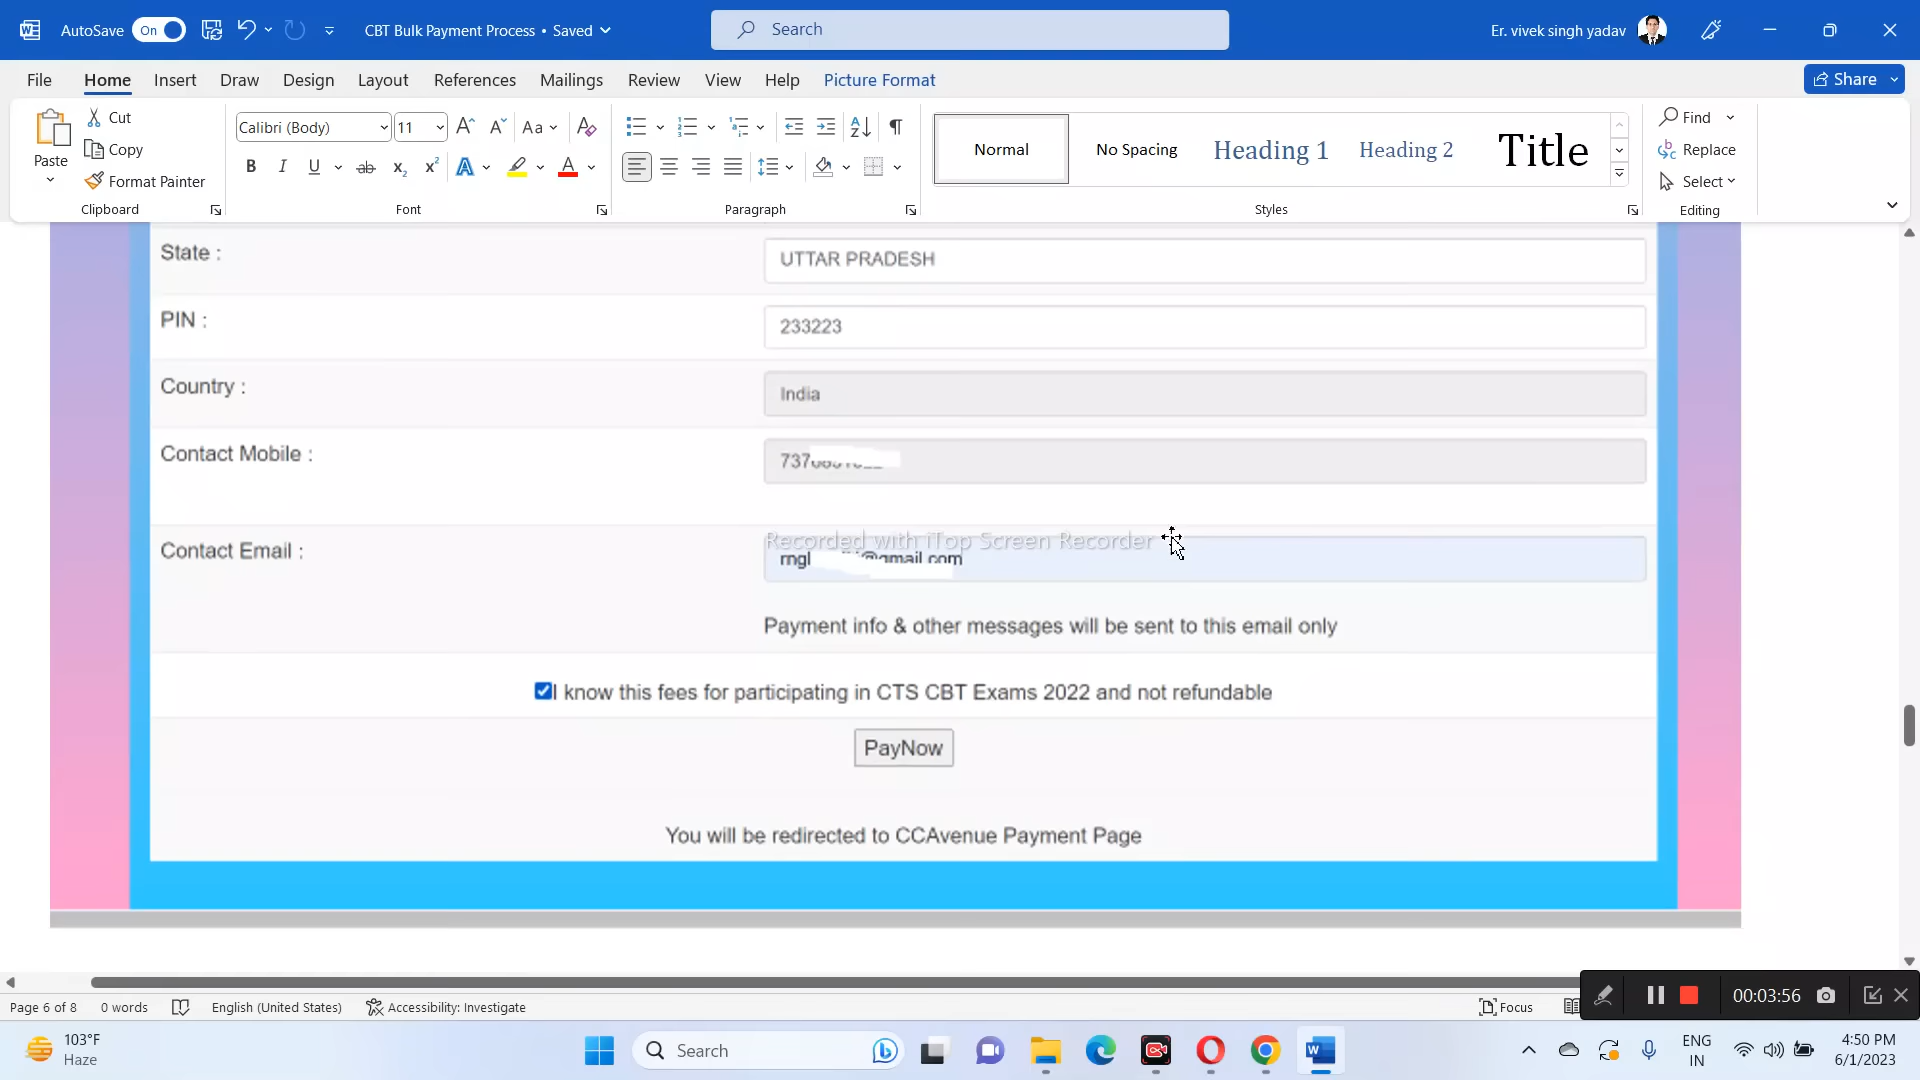 AutoSave On
CBT Bulk Payment Process • Saved
Search
Er. vivek singh yadav
File Home Insert Draw Design Layout References Mailings Review View Help Picture Format
Share
Paste
Cut
Copy
Format Painter
Clipboard
Calibri (Body) 11
Font
Paragraph
Normal
No Spacing
Heading 1
Heading 2
Title
Styles
Find
Replace
Select
Editing
State : UTTAR PRADESH
PIN : 233223
Country : India
Contact Mobile : 737
Recorded with iTop Screen Recorder
Contact Email : @gmail.com
Payment info & other messages will be sent to this email only
I know this fees for participating in CTS CBT Exams 2022 and not refundable
PayNow
You will be redirected to CCAvenue Payment Page
Page 6 of 8 0 words English (United States) Accessibility: Investigate
Focus
00:03:56
103°F
Haze
Search
ENG
IN
4:50 PM
6/1/2023